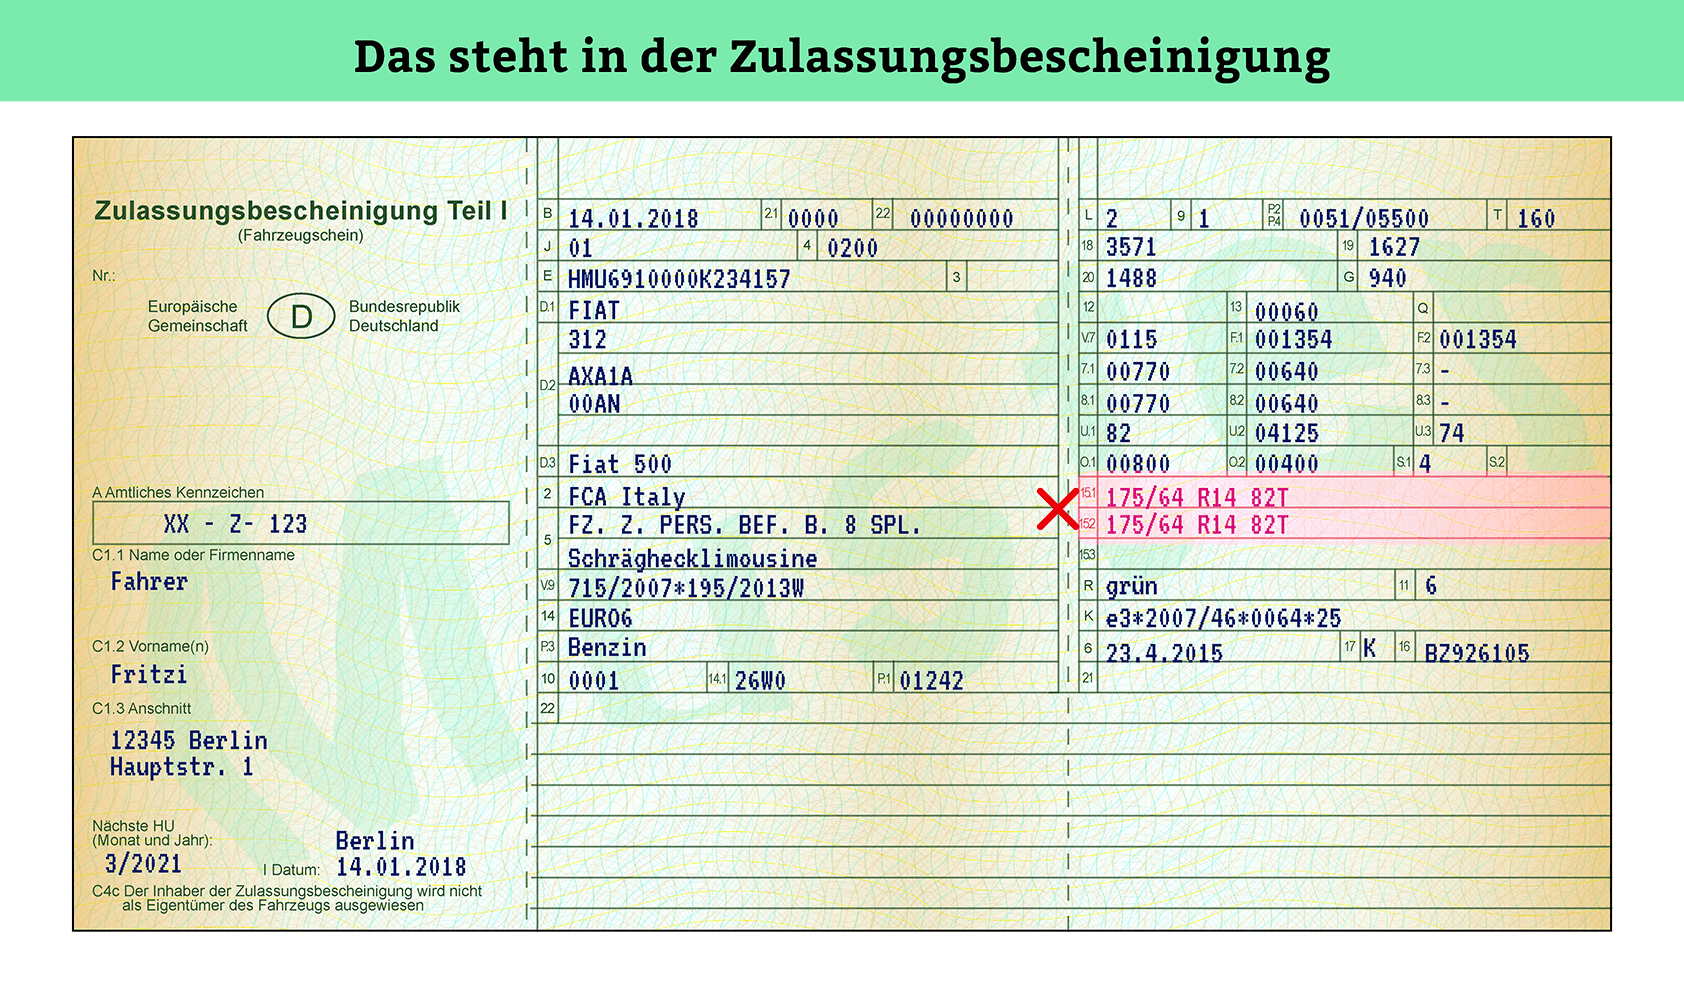 Das steht in der Zulassungsbescheinigung
Zulassungsbescheinigung Teil I
(Fahrzeugschein)
Nr.:
Europäische Gemeinschaft
D
Bundesrepublik Deutschland
A Amtliches Kennzeichen
XX - Z- 123
C1.1 Name oder Firmenname
Fahrer
C1.2 Vorname(n)
Fritzi
C1.3 Anschnitt
12345 Berlin
Hauptstr. 1
Nächste HU
(Monat und Jahr):
3/2021
Berlin
I Datum: 14.01.2018
C4c Der Inhaber der Zulassungsbescheinigung wird nicht
als Eigentümer des Fahrzeugs ausgewiesen
B 14.01.2018 21 0000 22 00000000
J 01 4 0200
E HMU6910000K234157 3
D.1 FIAT
312
D.2 AXA1A
00AN
D.3 Fiat 500
2 FCA Italy
FZ. Z. PERS. BEF. B. 8 SPL.
5
Schräghecklimousine
V.9 715/2007*195/2013W
14 EURO6
P.3 Benzin
10 0001 14.1 26W0 P.1 01242
22
L 2 9 1 P.2 P.4 0051/05500 T 160
18 3571 19 1627
20 1488 G 940
12 13 00060 Q
V.7 0115 F.1 001354 F.2 001354
7.1 00770 7.2 00640 7.3 -
8.1 00770 8.2 00640 8.3 -
U.1 82 U.2 04125 U.3 74
O.1 00800 O.2 00400 S.1 4 S.2
15.1 175/64 R14 82T
15.2 175/64 R14 82T
15.3
R grün 11 6
K e3*2007/46*0064*25
6 23.4.2015 17 K 16 BZ926105
21